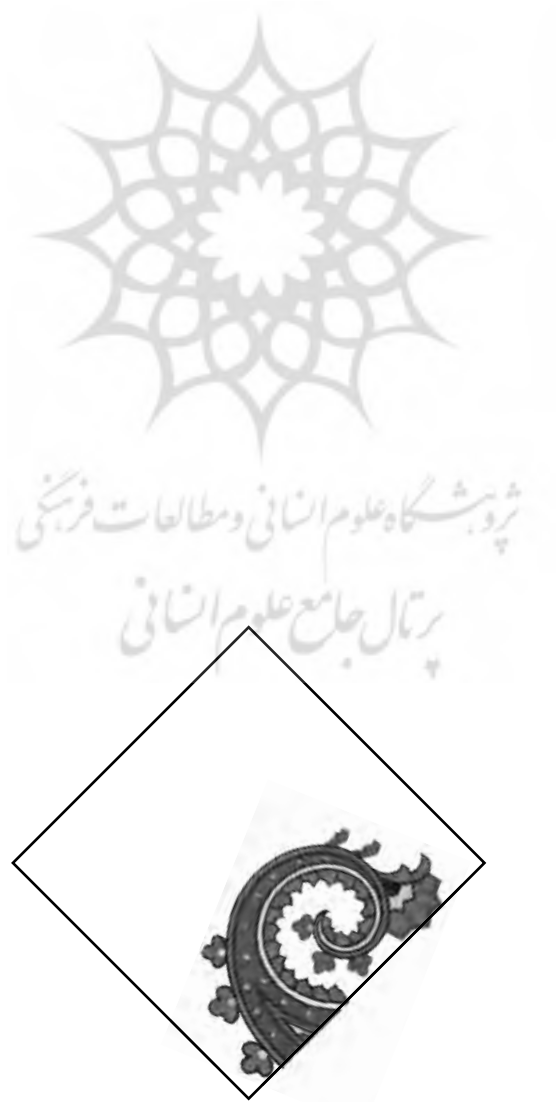 پژوهشگاه علوم انسانی و مطالعات فرهنگی
پرتال جامع علوم انسانی